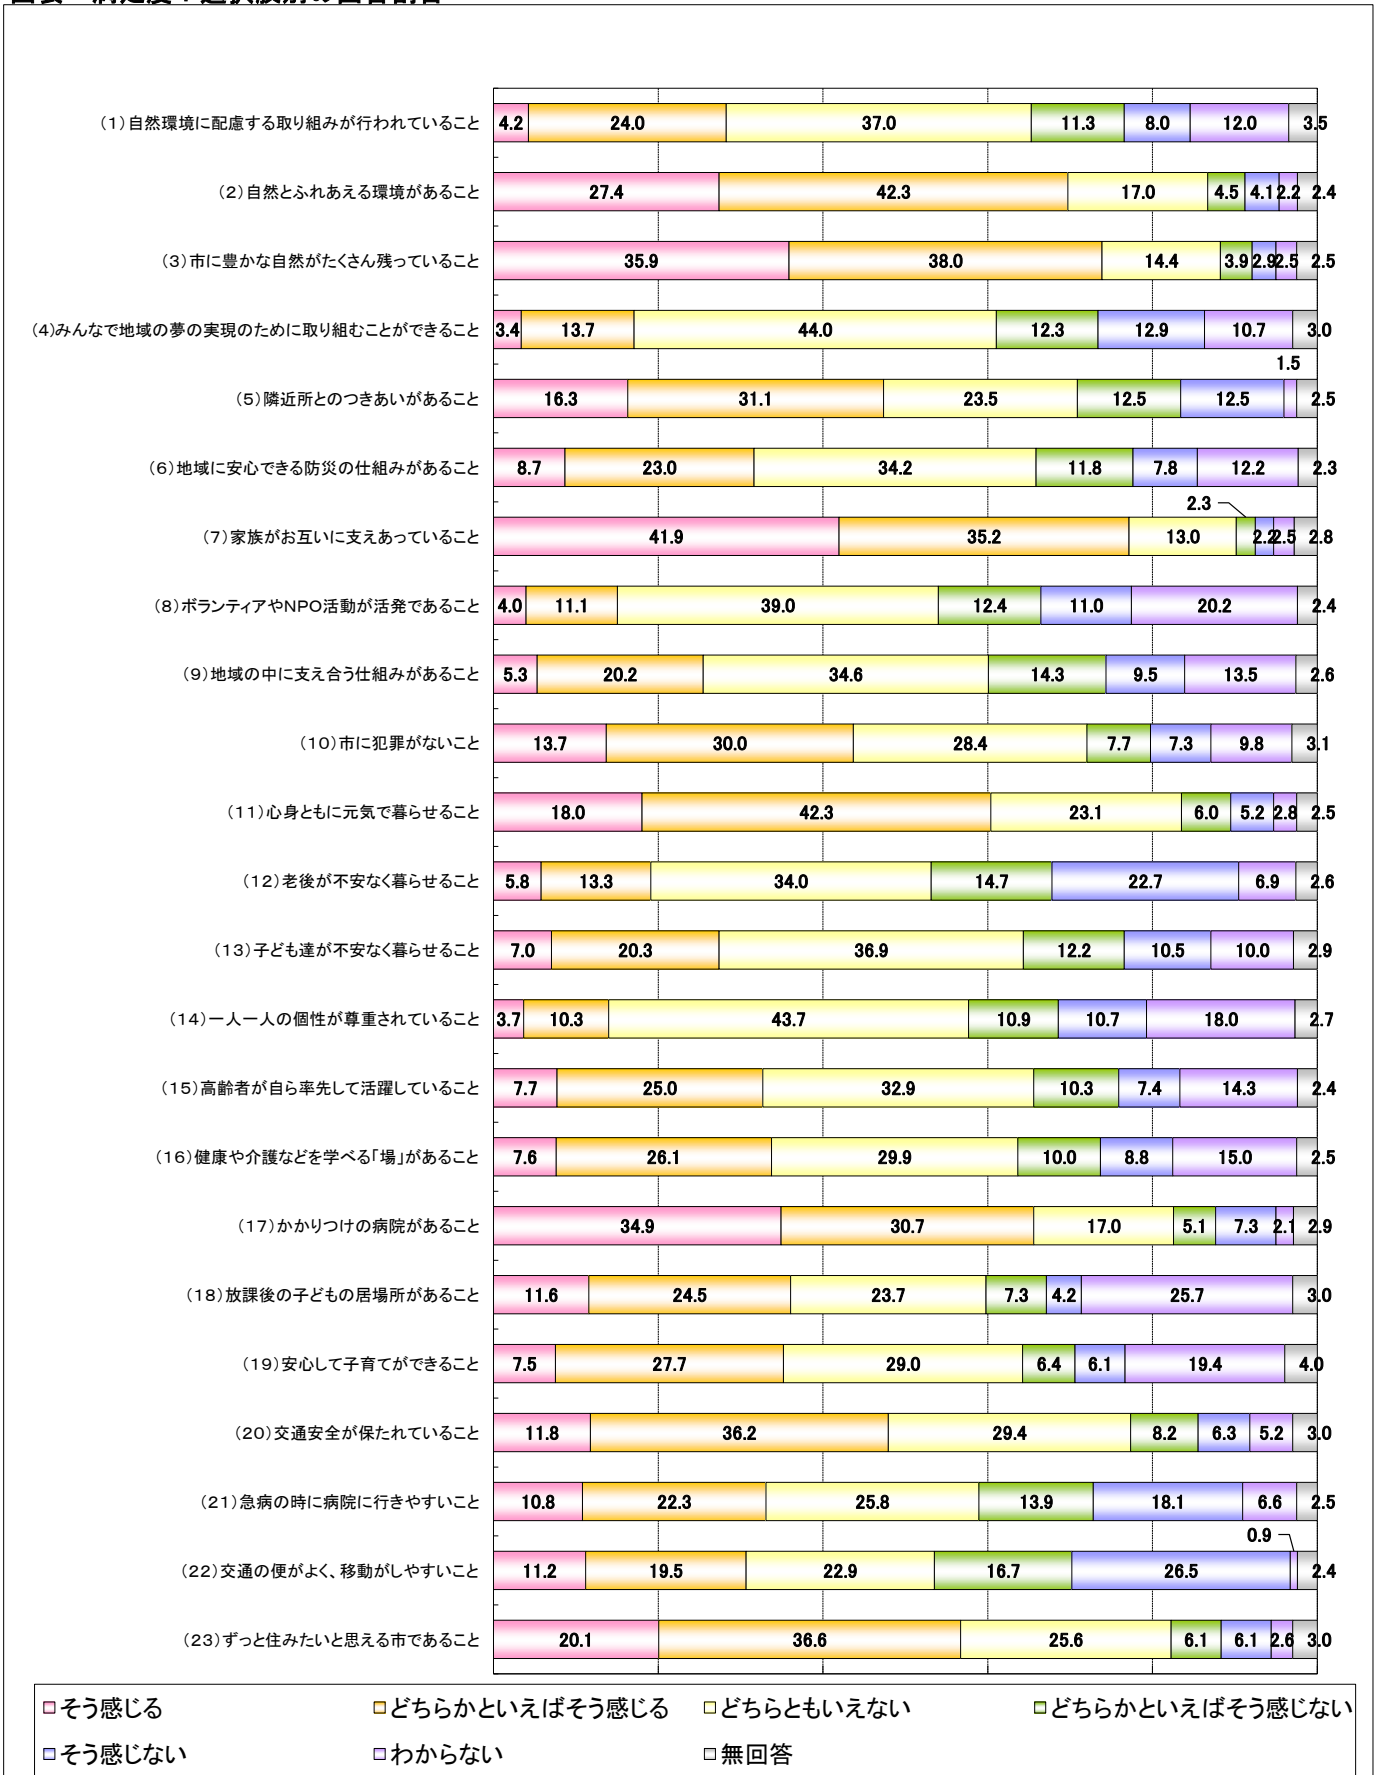 (1)自然環境に配慮する取り組みが行われていること 4.2 24.0 37.0 11.3 8.0 12.0 3.5
(2)自然とふれあえる環境があること 27.4 42.3 17.0 4.5 4.1 2.2 2.4
(3)市に豊かな自然がたくさん残っていること 35.9 38.0 14.4 3.9 2.9 2.5 2.5
(4)みんなで地域の夢の実現のために取り組むことができること 3.4 13.7 44.0 12.3 12.9 10.7 3.0
1.5
(5)隣近所とのつきあいがあること 16.3 31.1 23.5 12.5 12.5 2.5
(6)地域に安心できる防災の仕組みがあること 8.7 23.0 34.2 11.8 7.8 12.2 2.3
2.3
(7)家族がお互いに支えあっていること 41.9 35.2 13.0 2.2 2.5 2.8
(8)ボランティアやNPO活動が活発であること 4.0 11.1 39.0 12.4 11.0 20.2 2.4
(9)地域の中に支え合う仕組みがあること 5.3 20.2 34.6 14.3 9.5 13.5 2.6
(10)市に犯罪がないこと 13.7 30.0 28.4 7.7 7.3 9.8 3.1
(11)心身ともに元気で暮らせること 18.0 42.3 23.1 6.0 5.2 2.8 2.5
(12)老後が不安なく暮らせること 5.8 13.3 34.0 14.7 22.7 6.9 2.6
(13)子ども達が不安なく暮らせること 7.0 20.3 36.9 12.2 10.5 10.0 2.9
(14)一人一人の個性が尊重されていること 3.7 10.3 43.7 10.9 10.7 18.0 2.7
(15)高齢者が自ら率先して活躍していること 7.7 25.0 32.9 10.3 7.4 14.3 2.4
(16)健康や介護などを学べる「場」があること 7.6 26.1 29.9 10.0 8.8 15.0 2.5
(17)かかりつけの病院があること 34.9 30.7 17.0 5.1 7.3 2.1 2.9
(18)放課後の子どもの居場所があること 11.6 24.5 23.7 7.3 4.2 25.7 3.0
(19)安心して子育てができること 7.5 27.7 29.0 6.4 6.1 19.4 4.0
(20)交通安全が保たれていること 11.8 36.2 29.4 8.2 6.3 5.2 3.0
(21)急病の時に病院に行きやすいこと 10.8 22.3 25.8 13.9 18.1 6.6 2.5
0.9
(22)交通の便がよく、移動がしやすいこと 11.2 19.5 22.9 16.7 26.5 2.4
(23)ずっと住みたいと思える市であること 20.1 36.6 25.6 6.1 6.1 2.6 3.0
そう感じる どちらかといえばそう感じる どちらともいえない どちらかといえばそう感じない
そう感じない わからない 無回答